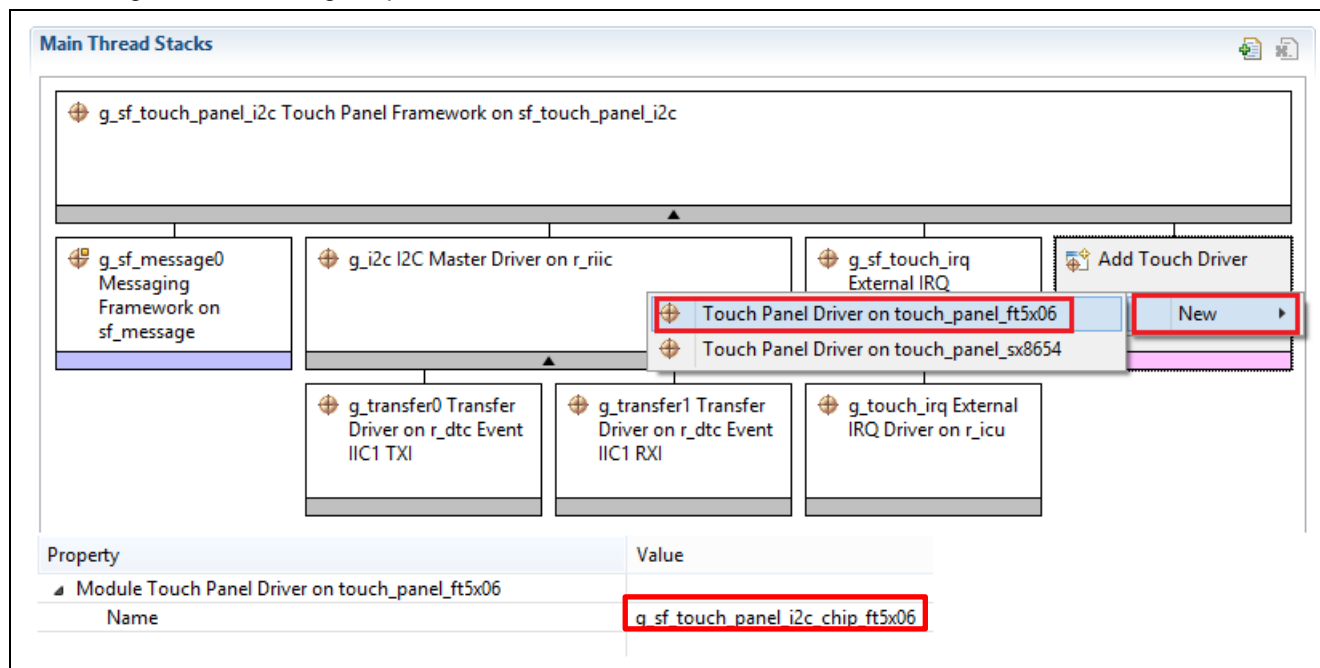 Main Thread Stacks
g_sf_touch_panel_i2c Touch Panel Framework on sf_touch_panel_i2c
g_sf_message0
Messaging
Framework on
sf_message
g_i2c I2C Master Driver on r_riic
g_sf_touch_irq
External IRQ
Add Touch Driver
New
Touch Panel Driver on touch_panel_ft5x06
Touch Panel Driver on touch_panel_sx8654
g_transfer0 Transfer
Driver on r_dtc Event
IIC1 TXI
g_transfer1 Transfer
Driver on r_dtc Event
IIC1 RXI
g_touch_irq External
IRQ Driver on r_icu
Property Value
Module Touch Panel Driver on touch_panel_ft5x06
Name g_sf_touch_panel_i2c_chip_ft5x06